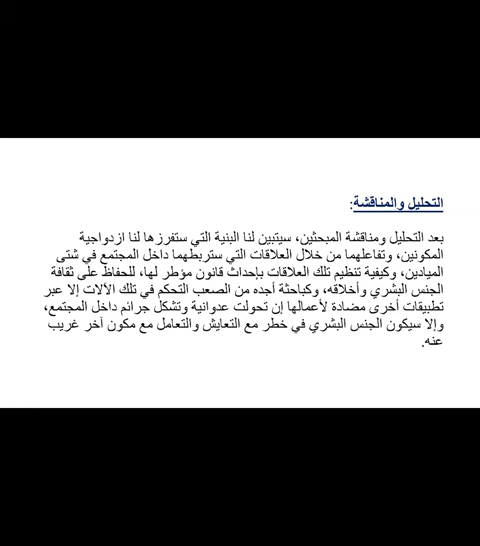 التحليل والمناقشة:
بعد التحليل ومناقشة المبحثين، سيتبين لنا البنية التي ستفرزها لنا ازدواجية
المكونين، وتفاعلهما من خلال العلاقات التي ستربطهما داخل المجتمع في شتى
الميادين، وكيفية تنظيم تلك العلاقات بإحداث قانون مؤطر لها، للحفاظ على ثقافة
الجنس البشري وأخلاقه، وكباحثة أجده من الصعب التحكم في تلك الآلات إلا عبر
تطبيقات أخرى مضادة لأعمالها إن تحولت عدوانية وتشكل جرائم داخل المجتمع،
وإلا سيكون الجنس البشري في خطر مع التعايش والتعامل مع مكون آخر غريب
عنه.